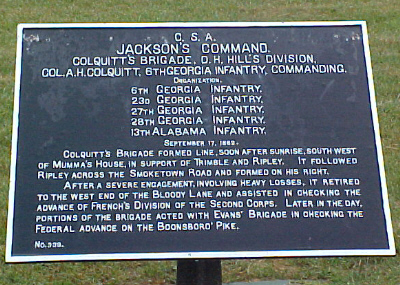 C. S. A.
JACKSON'S COMMAND.
COLQUITT'S BRIGADE, D. H. HILL'S DIVISION,
COL. A. H. COLQUITT, 6TH GEORGIA INFANTRY, COMMANDING.
ORGANIZATION.
6TH GEORGIA INFANTRY.
23D GEORGIA INFANTRY.
27TH GEORGIA INFANTRY.
28TH GEORGIA INFANTRY.
13TH ALABAMA INFANTRY.
SEPTEMBER 17, 1862.
COLQUITT'S BRIGADE FORMED LINE, SOON AFTER SUNRISE, SOUTH WEST
OF MUMMA'S HOUSE, IN SUPPORT OF TRIMBLE AND RIPLEY. IT FOLLOWED
RIPLEY ACROSS THE SMOKETOWN ROAD AND FORMED ON HIS RIGHT.
AFTER A SEVERE ENGAGEMENT, INVOLVING HEAVY LOSSES, IT RETIRED
TO THE WEST END OF THE BLOODY LANE AND ASSISTED IN CHECKING THE
ADVANCE OF FRENCH'S DIVISION OF THE SECOND CORPS. LATER IN THE DAY,
PORTIONS OF THE BRIGADE ACTED WITH EVANS' BRIGADE IN CHECKING THE
FEDERAL ADVANCE ON THE BOONSBORO' PIKE.